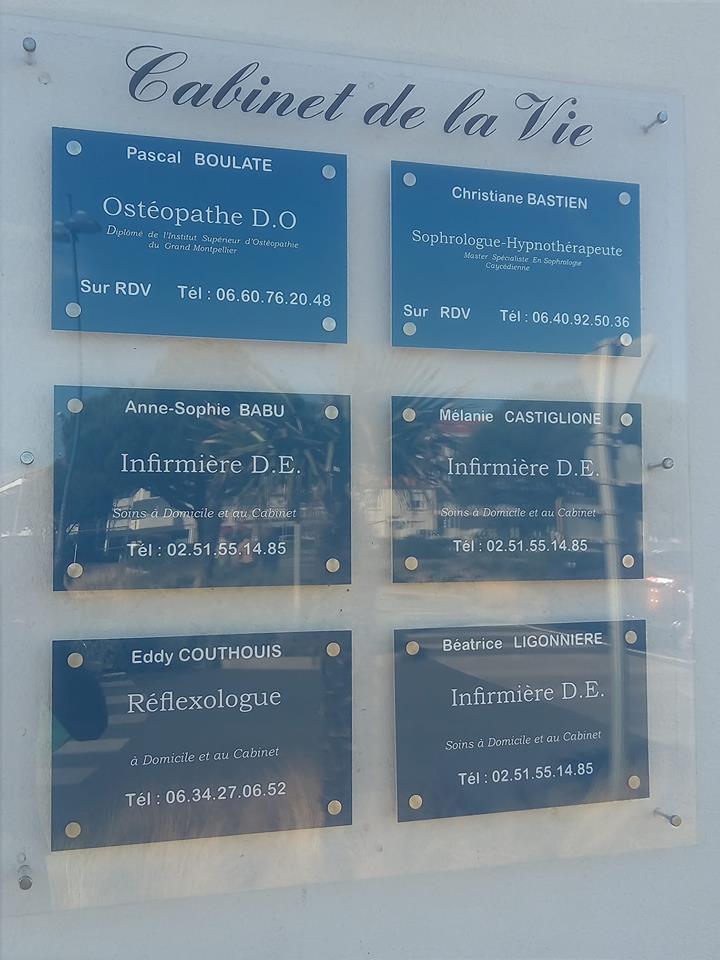 Cabinet de la Vie
Pascal BOULATE
Ostéopathe D.O
Diplômé de l'Institut Supérieur d'Ostéopathie
du Grand Montpellier
Sur RDV Tél : 06.60.76.20.48
Christiane BASTIEN
Sophrologue-Hypnothérapeute
Master Spécialiste En Sophrologie
Caycédienne
Sur RDV Tél : 06.40.92.50.36
Anne-Sophie BABU
Infirmière D.E.
Soins à Domicile et au Cabinet
Tél : 02.51.55.14.85
Mélanie CASTIGLIONE
Infirmière D.E.
Soins à Domicile et au Cabinet
Tél : 02.51.55.14.85
Eddy COUTHOUIS
Réflexologue
à Domicile et au Cabinet
Tél : 06.34.27.06.52
Béatrice LIGONNIERE
Infirmière D.E.
Soins à Domicile et au Cabinet
Tél : 02.51.55.14.85